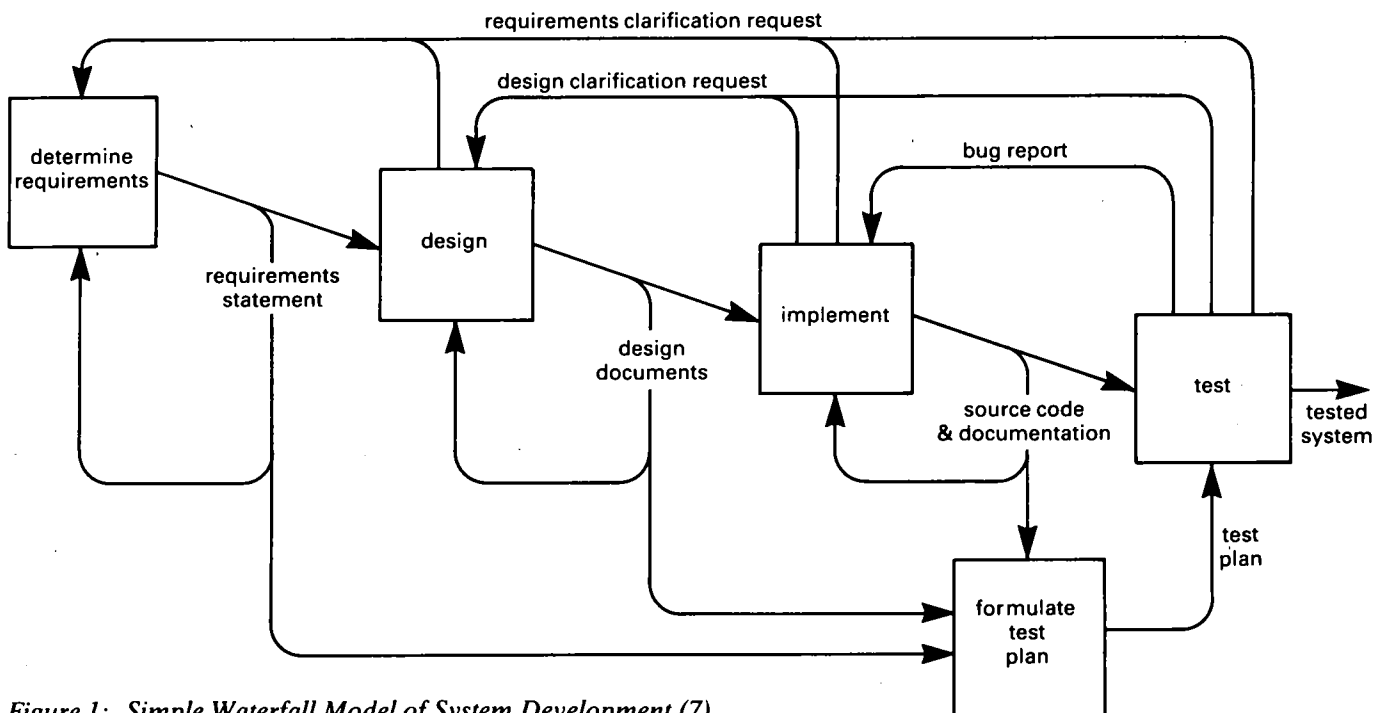 requirements clarification request
design clarification request
bug report
determine
requirements
design
implement
test
requirements
statement
design
documents
source code
& documentation
tested
system
test
plan
formulate
test
plan
Figure 1: Simple Waterfall Model of System Development (7)